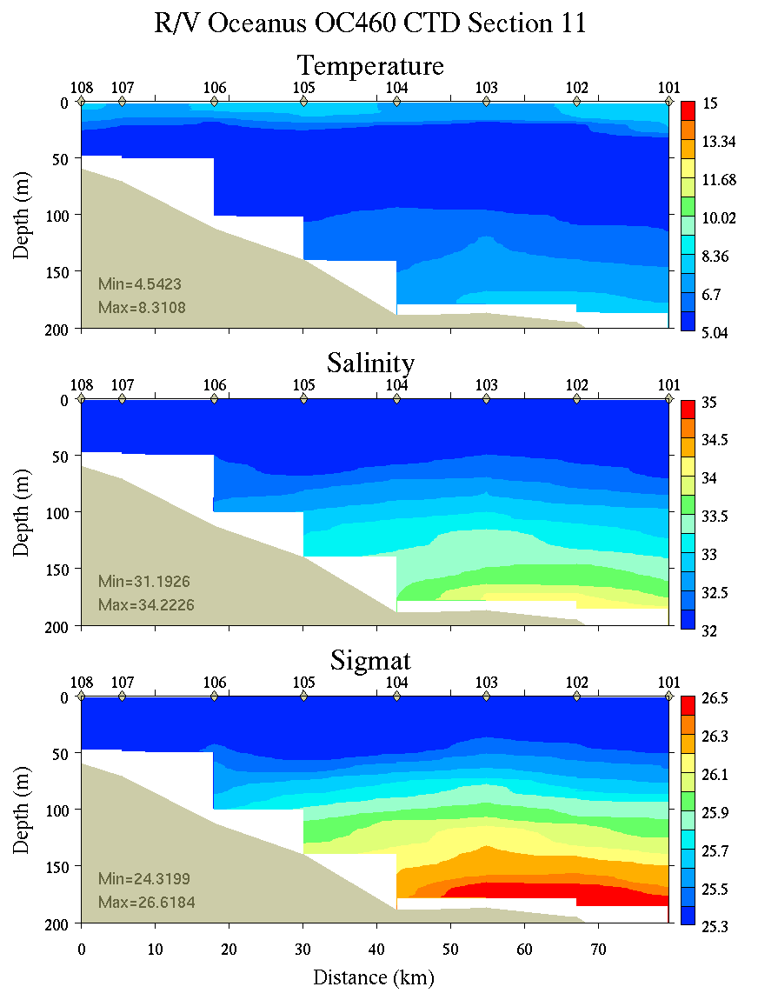 R/V Oceanus OC460 CTD Section 11
Temperature
108 107 106 105 104 103 102 101
0
50
100
150
200
Depth (m)
Min=4.5423
Max=8.3108
15
13.34
11.68
10.02
8.36
6.7
5.04
Salinity
108 107 106 105 104 103 102 101
0
50
100
150
200
Depth (m)
Min=31.1926
Max=34.2226
35
34.5
34
33.5
33
32.5
32
Sigmat
108 107 106 105 104 103 102 101
0
50
100
150
200
Depth (m)
Min=24.3199
Max=26.6184
26.5
26.3
26.1
25.9
25.7
25.5
25.3
0 10 20 30 40 50 60 70
Distance (km)